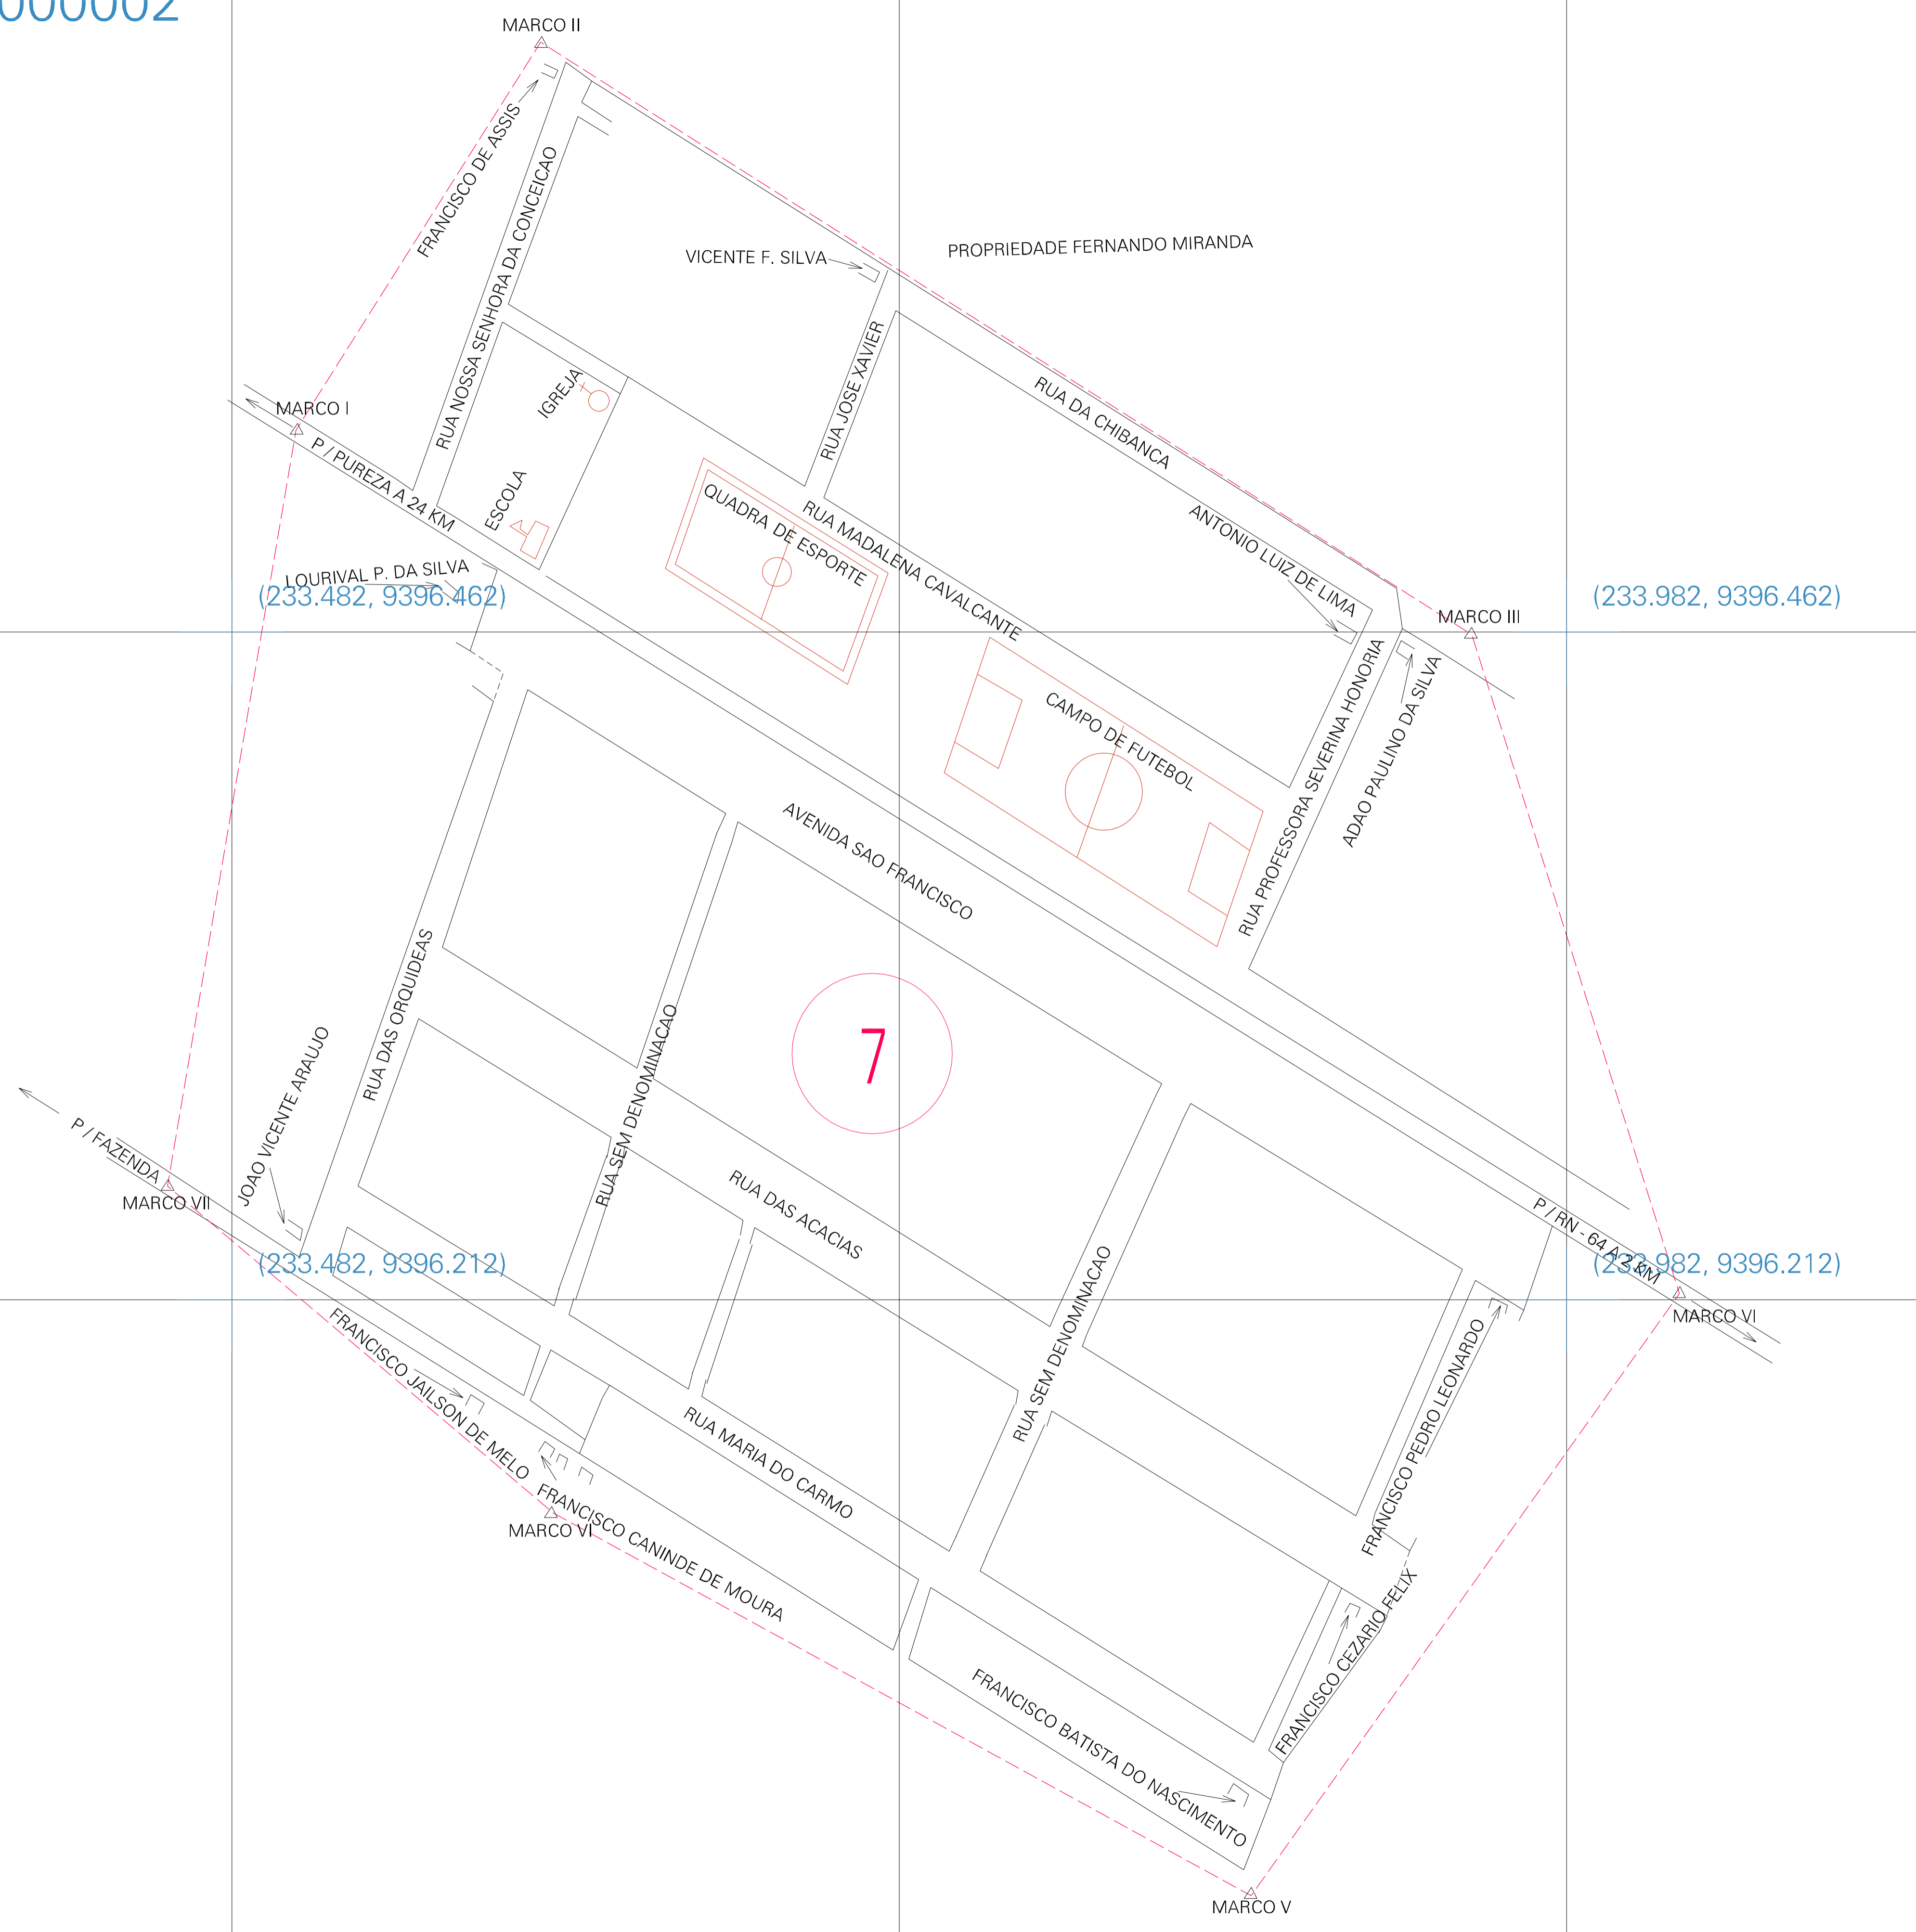 000002
MARCO II
FRANCISCO DE ASSIS
RUA NOSSA SENHORA DA CONCEICAO
VICENTE F. SILVA
PROPRIEDADE FERNANDO MIRANDA
RUA JOSE XAVIER
RUA DA CHIBANCA
MARCO I
IGREJA
P / PUREZA A 24 KM
ESCOLA
QUADRA DE ESPORTE
RUA MADALENA CAVALCANTE
ANTONIO LUIZ DE LIMA
LOURIVAL P. DA SILVA
(233.482, 9396.462)
(233.982, 9396.462)
MARCO III
RUA PROFESSORA SEVERINA HONORIA
ADAO PAULINO DA SILVA
CAMPO DE FUTEBOL
AVENIDA SAO FRANCISCO
RUA DAS ORQUIDEAS
7
RUA SEM DENOMINACAO
JOAO VICENTE ARAUJO
P / FAZENDA
MARCO VII
RUA DAS ACACIAS
P / RN - 64 A 2 KM
(233.482, 9396.212)
(233.982, 9396.212)
MARCO VI
RUA SEM DENOMINACAO
FRANCISCO PEDRO LEONARDO
FRANCISCO JAILSON DE MELO
RUA MARIA DO CARMO
MARCO VI
FRANCISCO CANINDE DE MOURA
FRANCISCO CEZARIO FELIX
FRANCISCO BATISTA DO NASCIMENTO
MARCO V